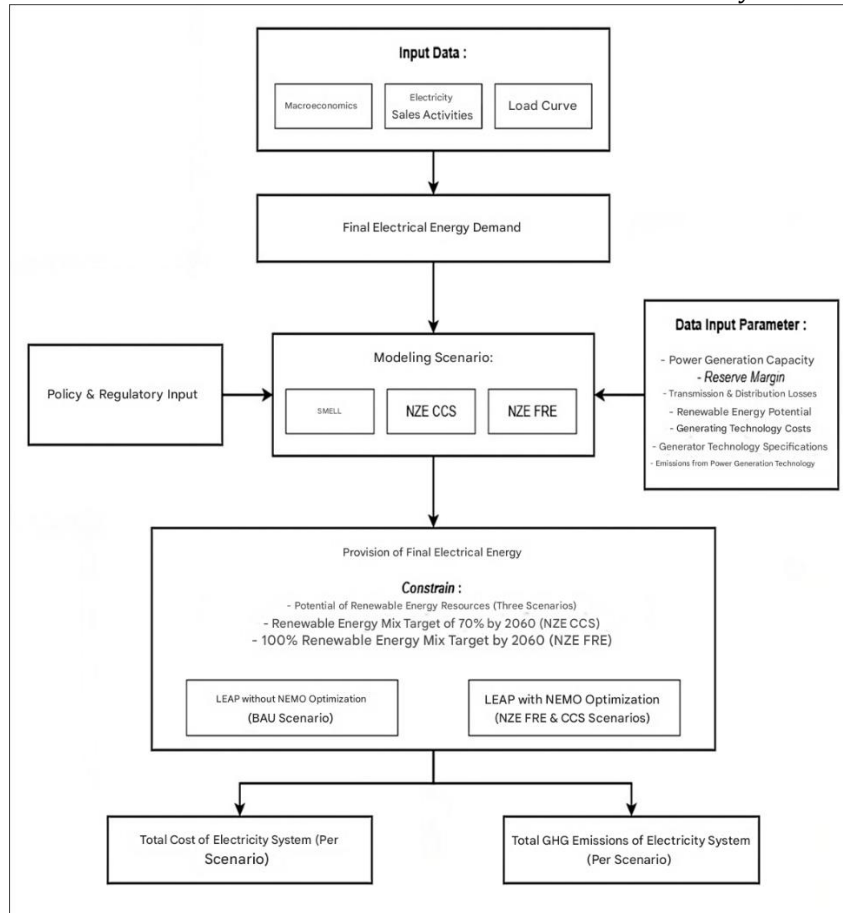 Input Data :
Macroeconomics
Electricity
Sales Activities
Load Curve
Final Electrical Energy Demand
Policy & Regulatory Input
Modeling Scenario:
SMELL
NZE CCS
NZE FRE
Data Input Parameter :
- Power Generation Capacity
- Reserve Margin
- Transmission & Distribution Losses
- Renewable Energy Potential
- Generating Technology Costs
- Generator Technology Specifications
- Emissions from Power Generation Technology
Provision of Final Electrical Energy
Constrain :
- Potential of Renewable Energy Resources (Three Scenarios)
- Renewable Energy Mix Target of 70% by 2060 (NZE CCS)
- 100% Renewable Energy Mix Target by 2060 (NZE FRE)
LEAP without NEMO Optimization
(BAU Scenario)
LEAP with NEMO Optimization
(NZE FRE & CCS Scenarios)
Total Cost of Electricity System (Per
Scenario)
Total GHG Emissions of Electricity System
(Per Scenario)